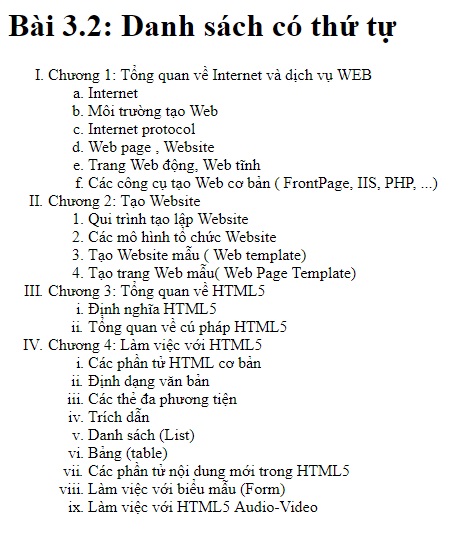 Bài 3.2: Danh sách có thứ tự
I. Chương 1: Tổng quan về Internet và dịch vụ WEB
a. Internet
b. Môi trường tạo Web
c. Internet protocol
d. Web page , Website
e. Trang Web động, Web tĩnh
f. Các công cụ tạo Web cơ bản ( FrontPage, IIS, PHP, ...)
II. Chương 2: Tạo Website
1. Qui trình tạo lập Website
2. Các mô hình tổ chức Website
3. Tạo Website mẫu ( Web template)
4. Tạo trang Web mẫu( Web Page Template)
III. Chương 3: Tổng quan về HTML5
i. Định nghĩa HTML5
ii. Tổng quan về cú pháp HTML5
IV. Chương 4: Làm việc với HTML5
i. Các phần tử HTML cơ bản
ii. Định dạng văn bản
iii. Các thẻ đa phương tiện
iv. Trích dẫn
v. Danh sách (List)
vi. Bảng (table)
vii. Các phần tử nội dung mới trong HTML5
viii. Làm việc với biểu mẫu (Form)
ix. Làm việc với HTML5 Audio-Video